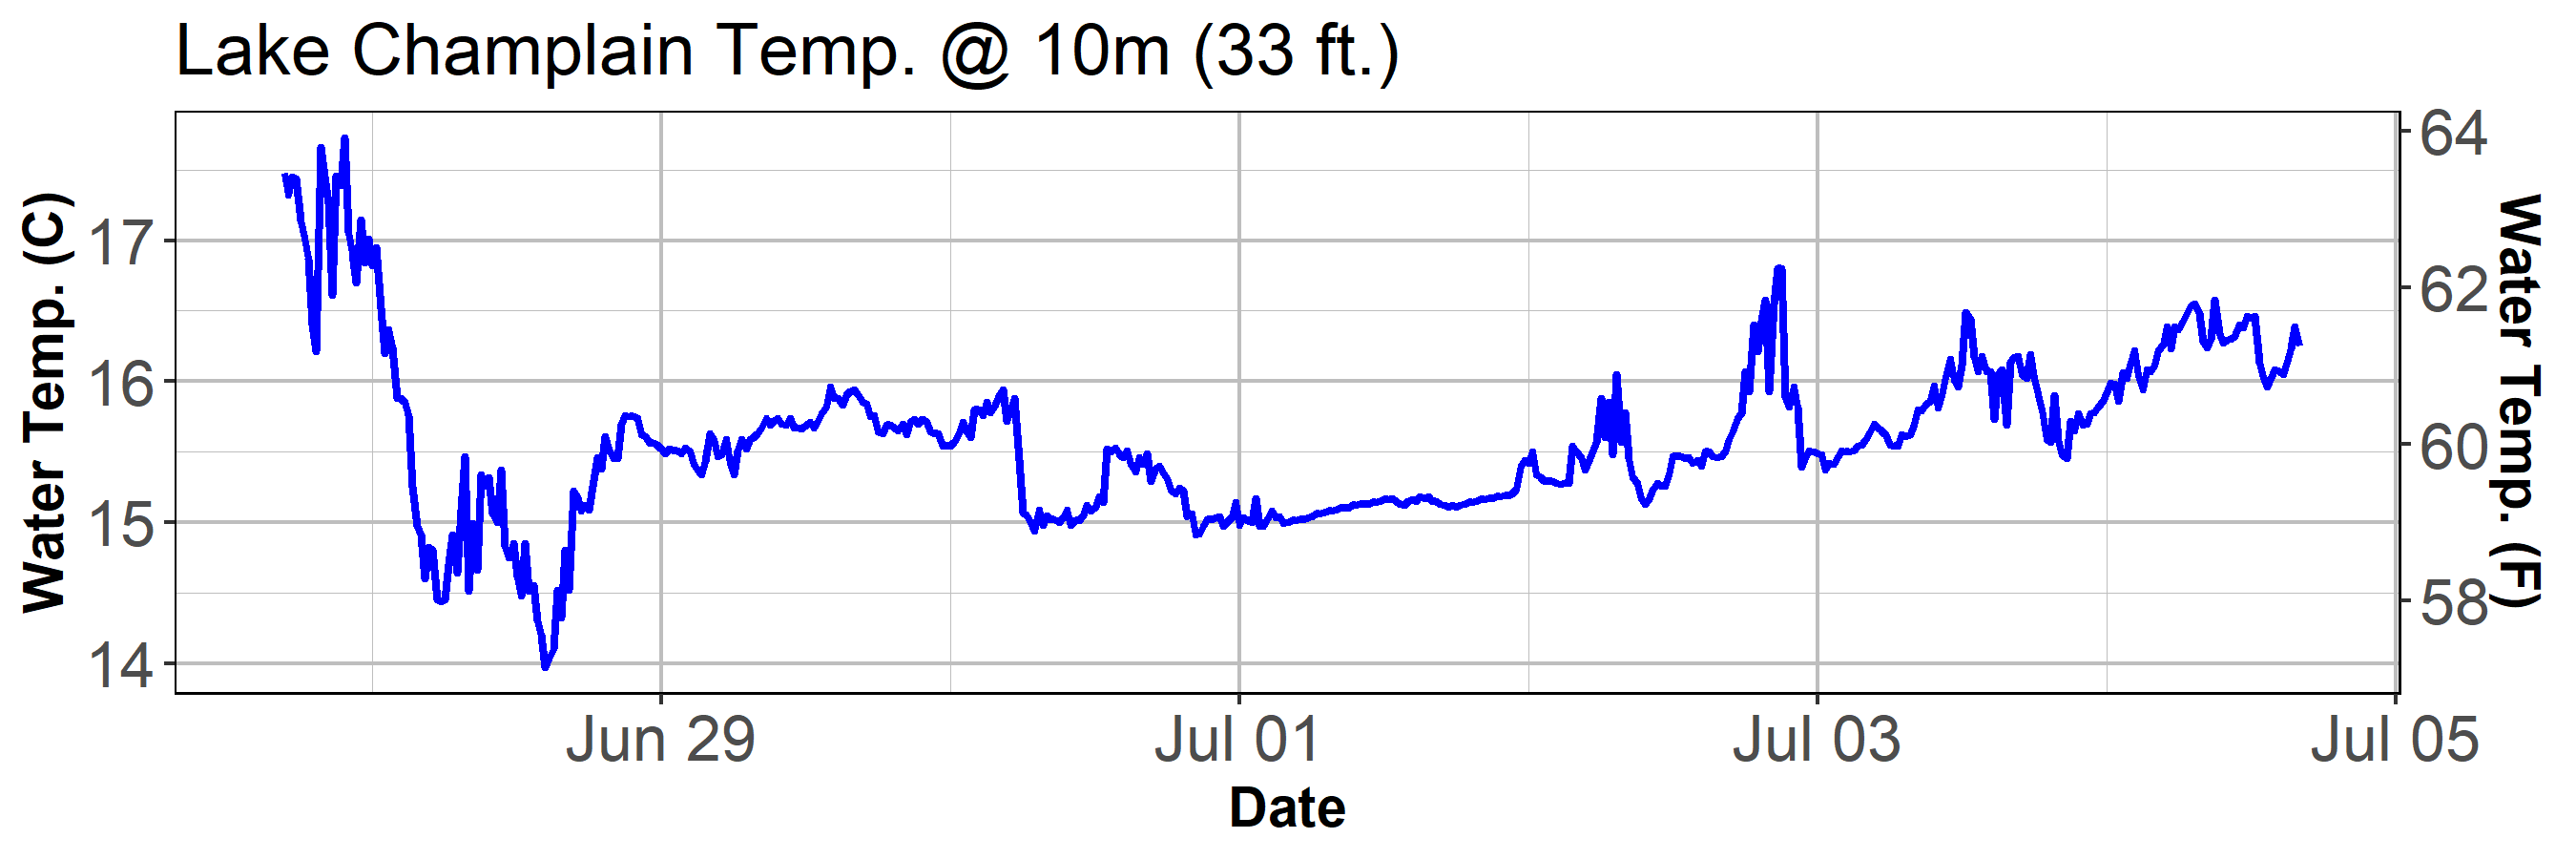 Lake Champlain Temp. @ 10m (33 ft.)
Water Temp. (C)
17
16
15
14
64
62
60
58
Water Temp. (F)
Jun 29 Jul 01 Jul 03 Jul 05
Date